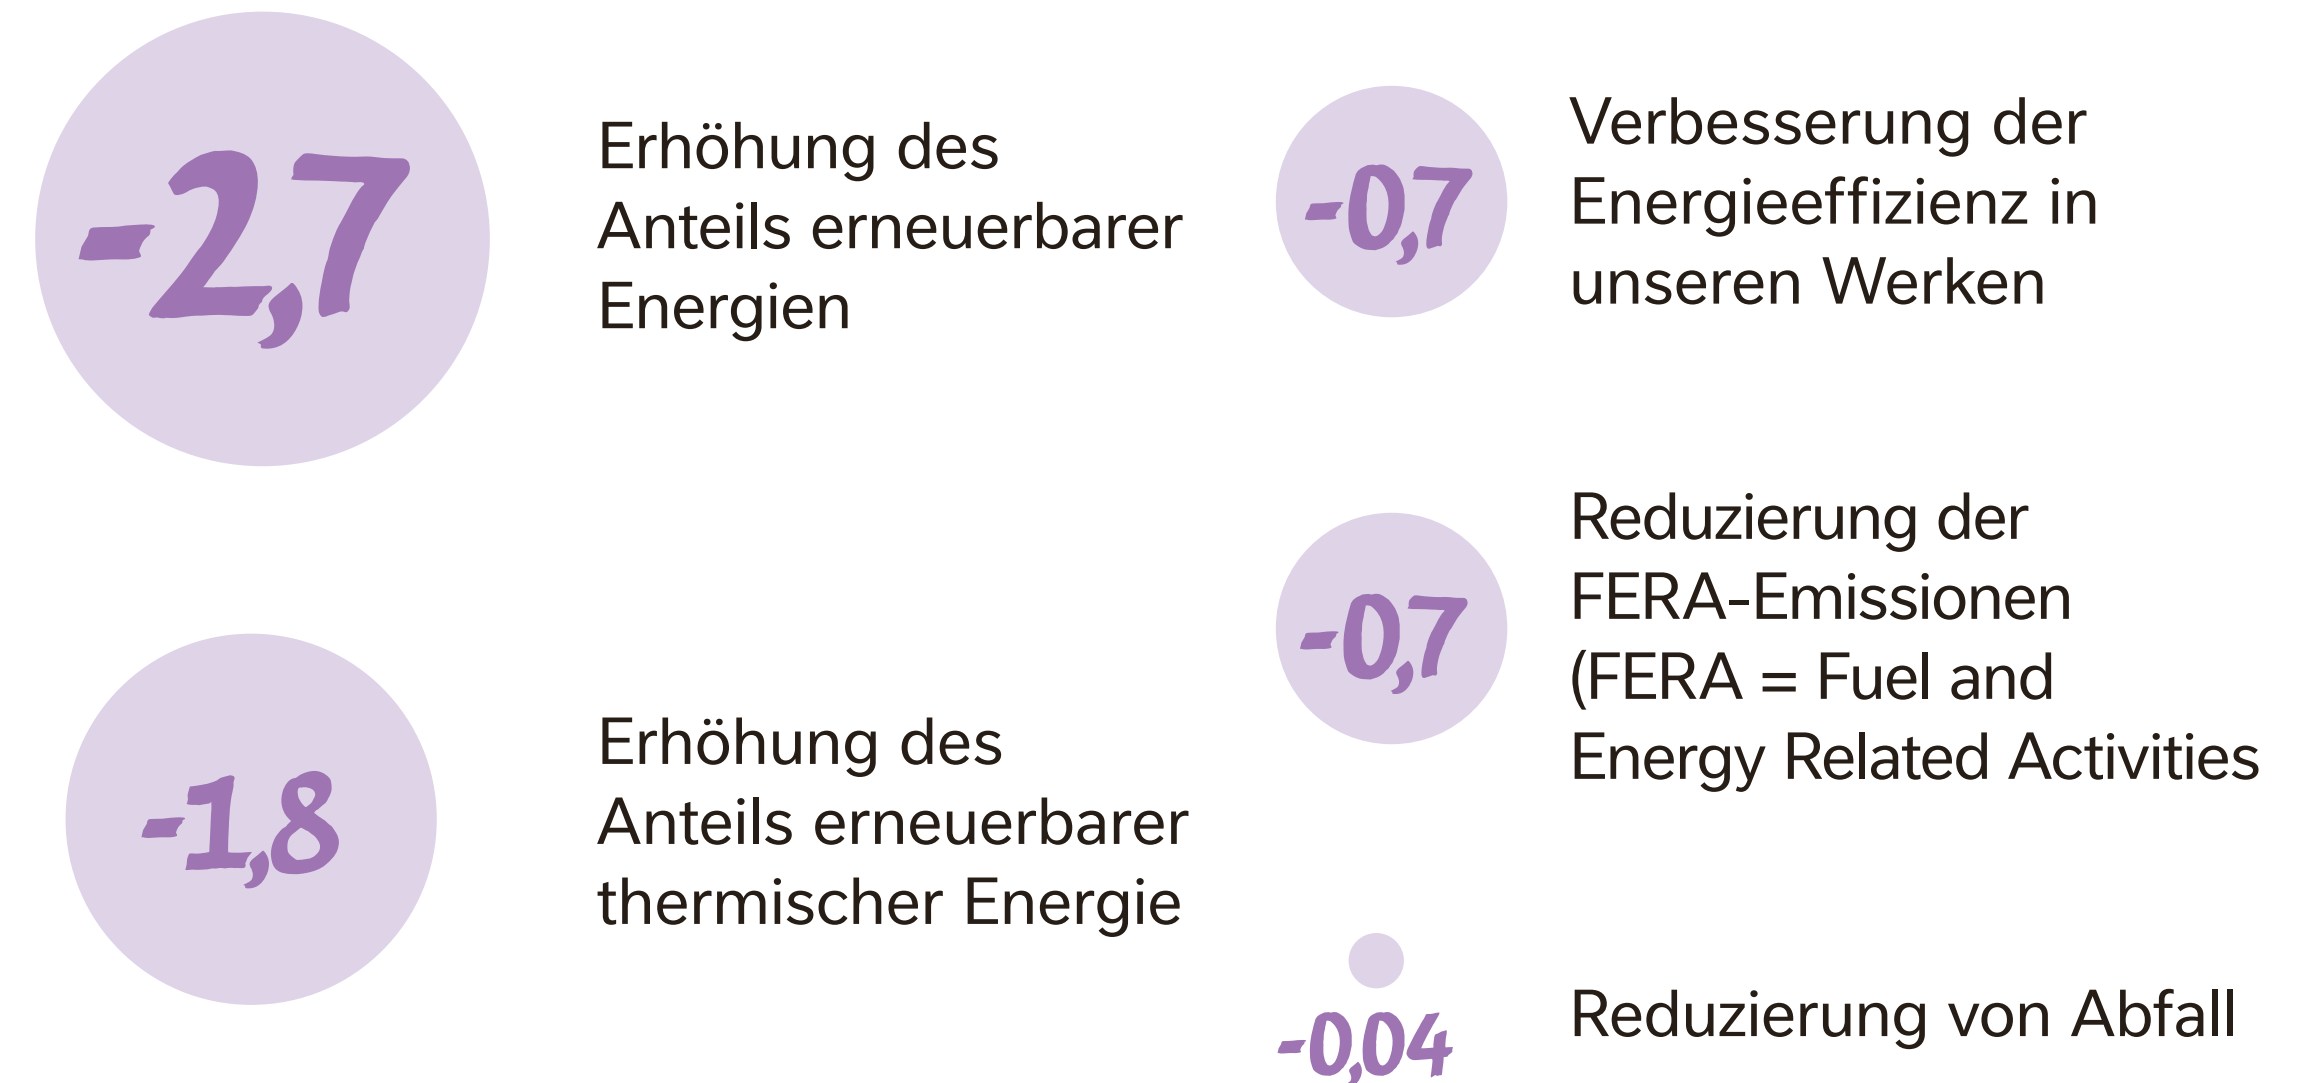 -2,7
Erhöhung des
Anteils erneuerbarer
Energien
-1,8
Erhöhung des
Anteils erneuerbarer
thermischer Energie
-0,7
Verbesserung der
Energieeffizienz in
unseren Werken
-0,7
Reduzierung der
FERA-Emissionen
(FERA = Fuel and
Energy Related Activities
-0,04
Reduzierung von Abfall